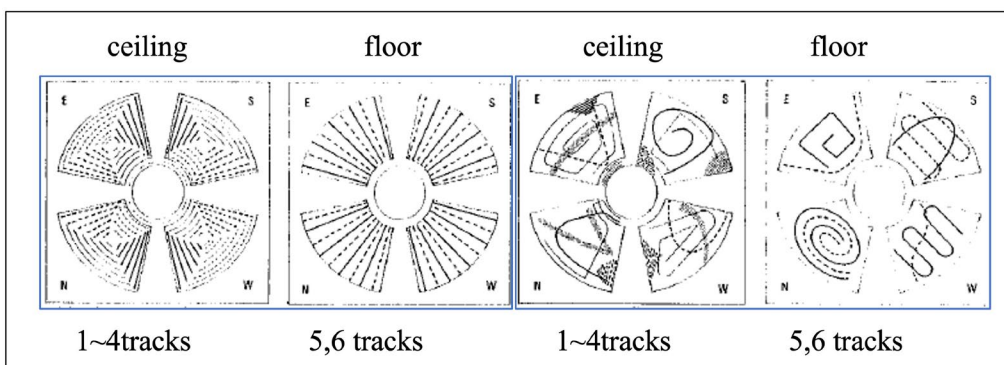 ceiling floor ceiling floor
E S E S E S E S
N W N W N W N W
1~4tracks 5,6 tracks 1~4tracks 5,6 tracks